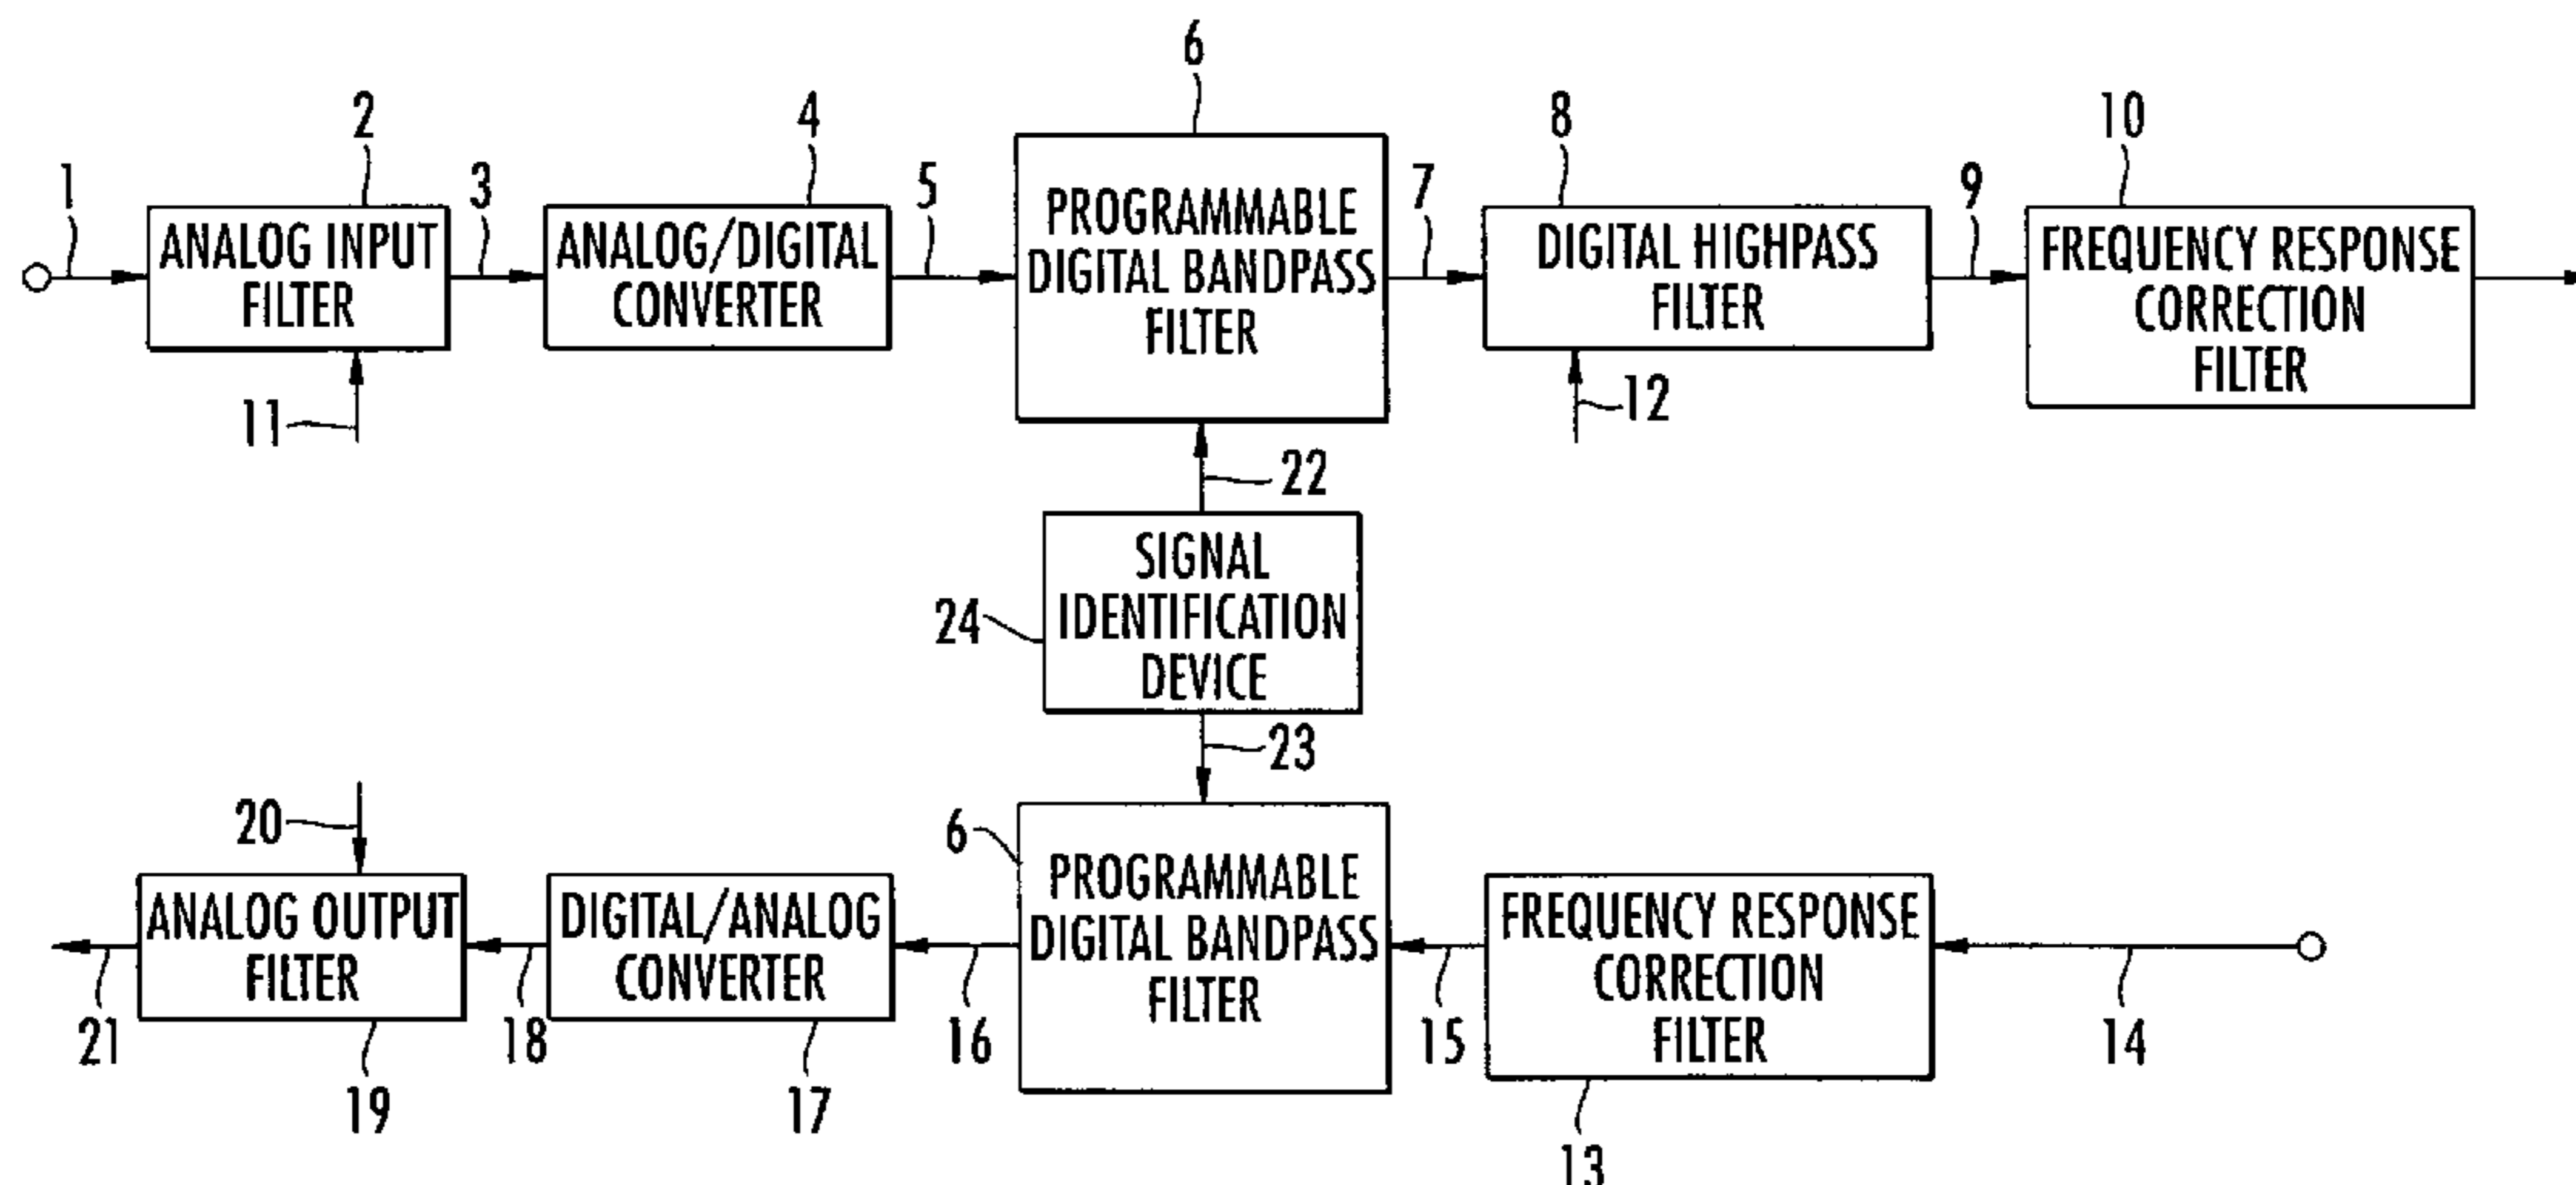 6
2
4
8
10
1
3
5
7
9
ANALOG INPUT
FILTER
ANALOG/DIGITAL
CONVERTER
PROGRAMMABLE
DIGITAL BANDPASS
FILTER
DIGITAL HIGHPASS
FILTER
FREQUENCY RESPONSE
CORRECTION
FILTER
11
12
22
SIGNAL
IDENTIFICATION
DEVICE
24
23
20
6
ANALOG OUTPUT
FILTER
DIGITAL/ANALOG
CONVERTER
PROGRAMMABLE
DIGITAL BANDPASS
FILTER
FREQUENCY RESPONSE
CORRECTION
FILTER
21
18
16
15
14
19
17
13